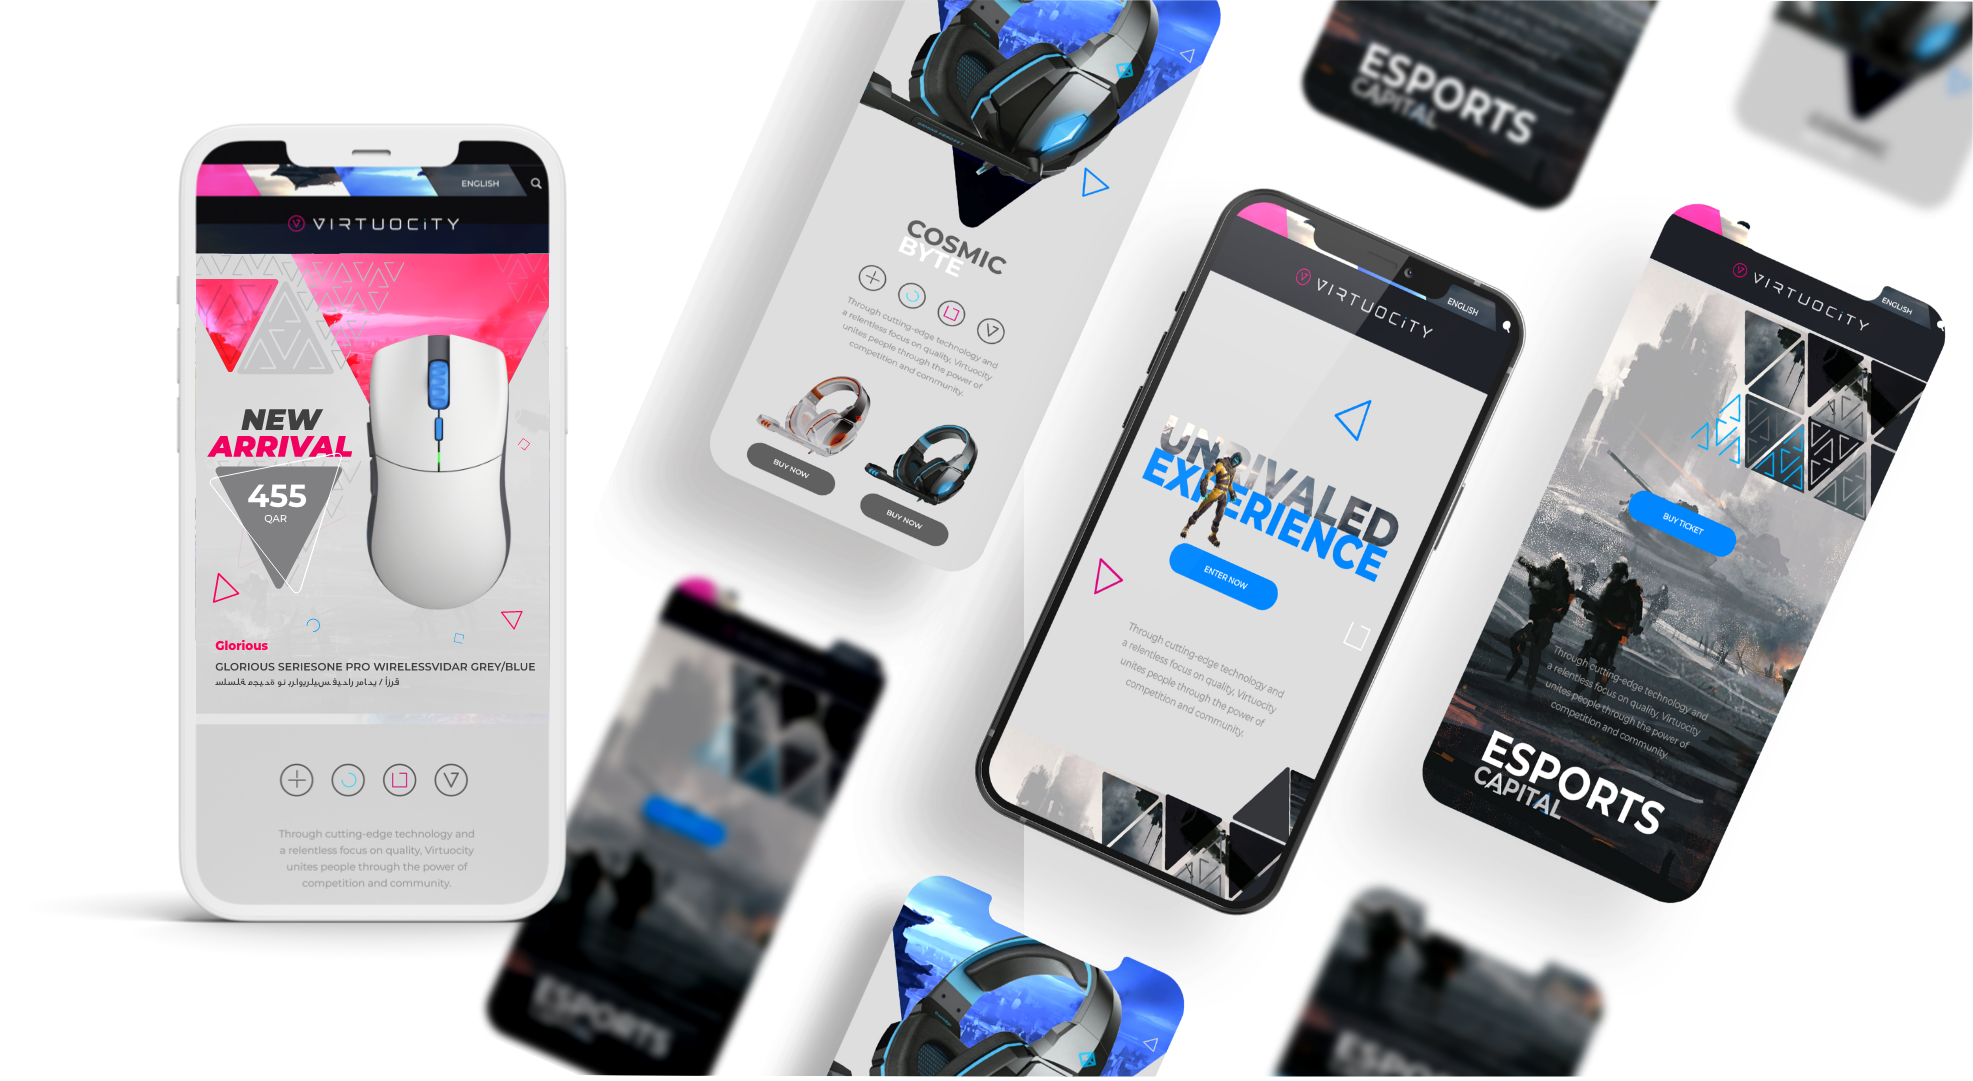 ENGLISH
VIRTUOCITY
NEW
ARRIVAL
455
QAR
Glorious
GLORIOUS SERIESONE PRO WIRELESSVIDAR GREY/BLUE
Through cutting-edge technology and
a relentless focus on quality, Virtuocity
unites people through the power of
competition and community.
COSMIC
BYTE
Through cutting-edge technology and
a relentless focus on quality, Virtuocity
unites people through ths power of
competition and community.
BUY NOW
BUY NOW
ESPORTS
CAPITAL
ENGLISH
VIRTUOCITY
UNRIVALED
EXPERIENCE
ENTER NOW
Through cutting-edge technology and
a relentless focus on quality, Virtuocity
unites people through the power of
competition and community.
ENGLISH
VIRTUOCITY
BUY TICKET
Through cutting-edge technology and
a relentless focus on quality, Virtuocity
unites people through the power of
competition and community.
ESPORTS
CAPITAL
ESPORTS
ESPORTS